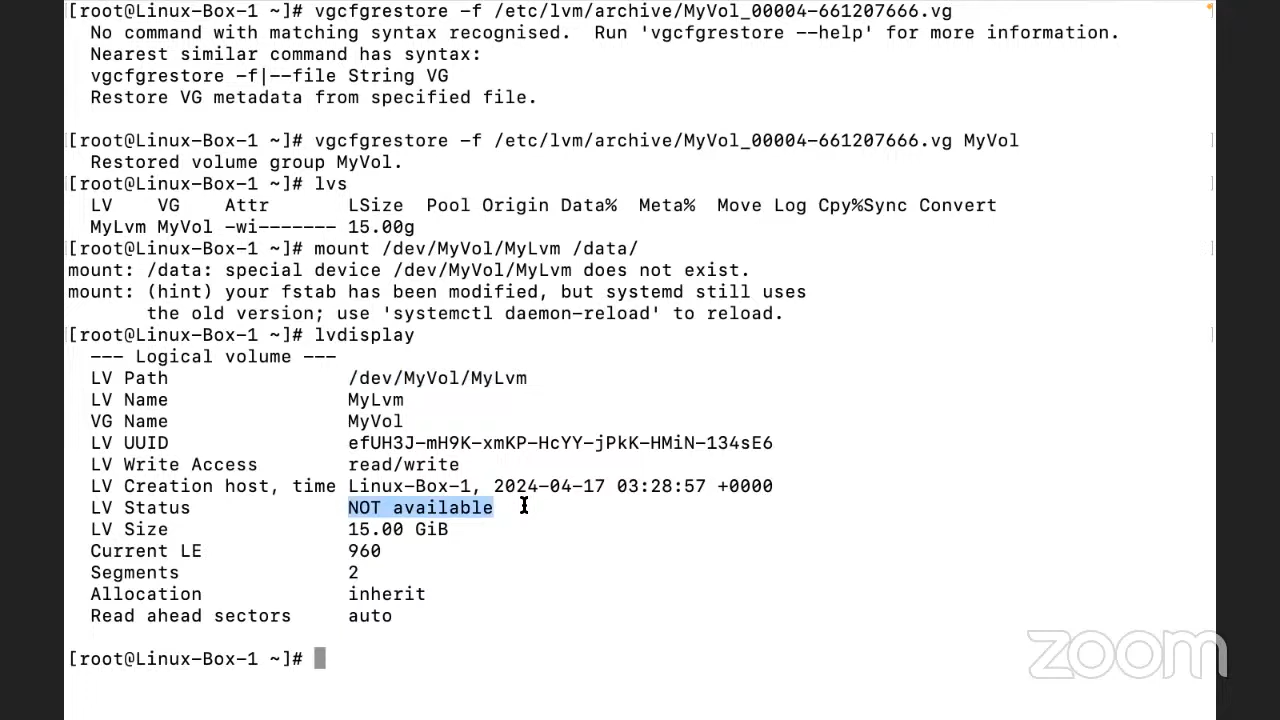 [root@Linux-Box-1 ~]# vgcfgrestore -f /etc/lvm/archive/MyVol_00004-661207666.vg
No command with matching syntax recognised.  Run 'vgcfgrestore --help' for more information.
Nearest similar command has syntax:
vgcfgrestore -f|--file String VG
Restore VG metadata from specified file.
[root@Linux-Box-1 ~]# vgcfgrestore -f /etc/lvm/archive/MyVol_00004-661207666.vg MyVol
Restored volume group MyVol.
[root@Linux-Box-1 ~]# lvs
LV    VG    Attr       LSize  Pool Origin Data%  Meta%  Move Log Cpy%Sync Convert
MyLvm MyVol -wi------- 15.00g
[root@Linux-Box-1 ~]# mount /dev/MyVol/MyLvm /data/
mount: /data: special device /dev/MyVol/MyLvm does not exist.
mount: (hint) your fstab has been modified, but systemd still uses
the old version; use 'systemctl daemon-reload' to reload.
[root@Linux-Box-1 ~]# lvdisplay
--- Logical volume ---
LV Path                /dev/MyVol/MyLvm
LV Name                MyLvm
VG Name                MyVol
LV UUID                efUH3J-mH9K-xmKP-HcYY-jPkK-HMiN-134sE6
LV Write Access        read/write
LV Creation host, time Linux-Box-1, 2024-04-17 03:28:57 +0000
LV Status              NOT available
LV Size                15.00 GiB
Current LE             960
Segments               2
Allocation             inherit
Read ahead sectors     auto
[root@Linux-Box-1 ~]#
zoom